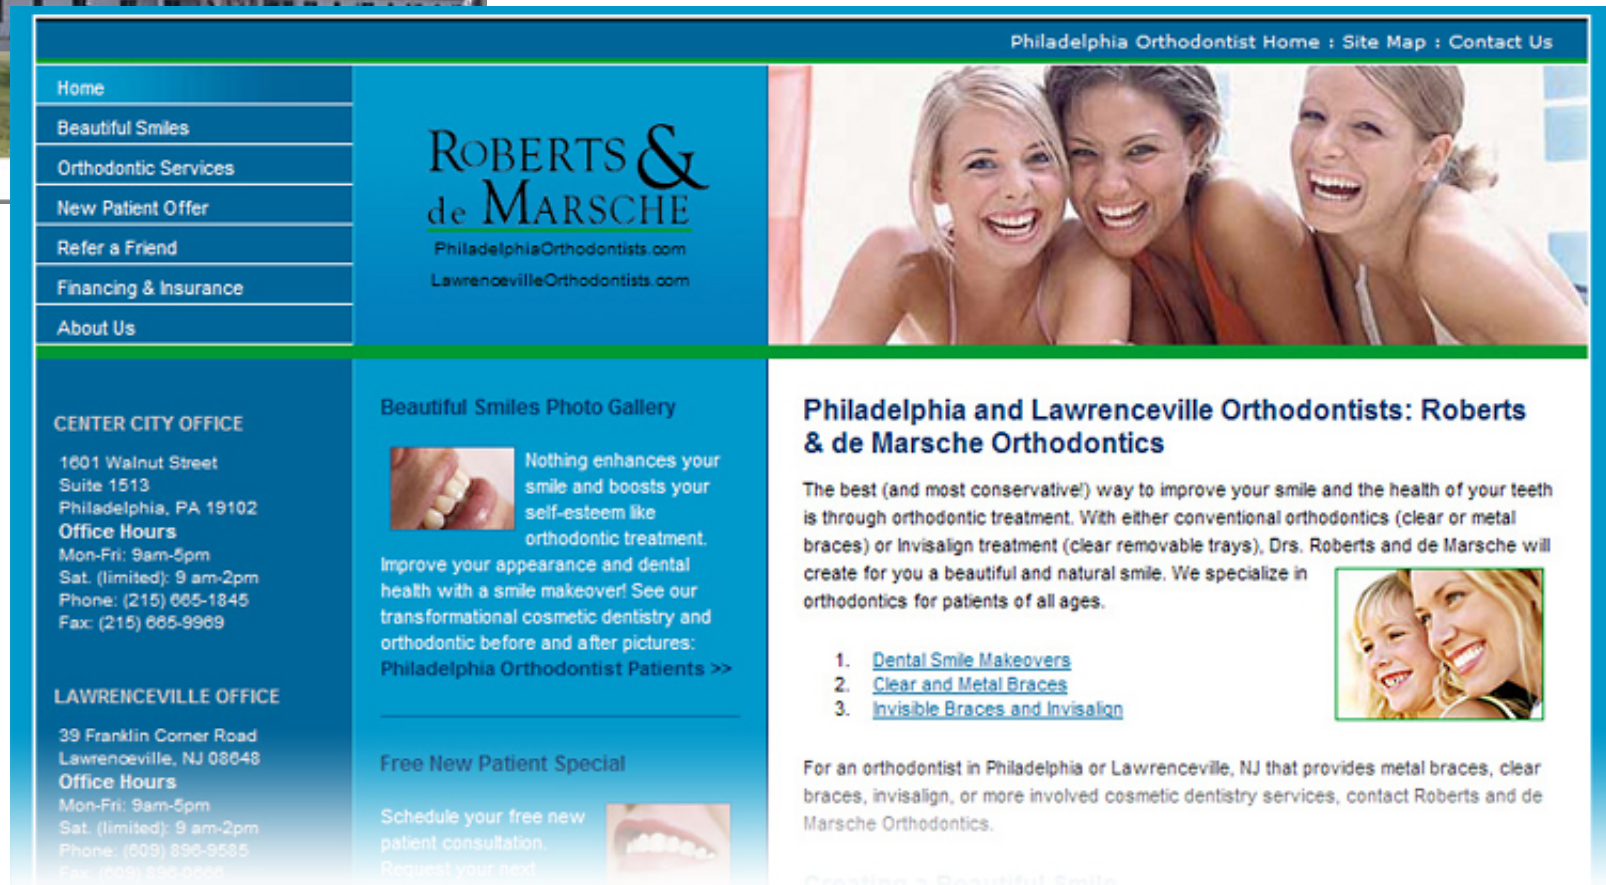 Philadelphia Orthodontist Home : Site Map : Contact Us
Home
Beautiful Smiles
Orthodontic Services
New Patient Offer
Refer a Friend
Financing & Insurance
About Us
ROBERTS &
de MARSCHE
PhiladelphiaOrthodontists.com
LawrencevilleOrthodontists.com
CENTER CITY OFFICE
1601 Walnut Street
Suite 1513
Philadelphia, PA 19102
Office Hours
Mon-Fri: 9am-5pm
Sat. (limited): 9 am-2pm
Phone: (215) 665-1845
Fax: (215) 665-9969
LAWRENCEVILLE OFFICE
39 Franklin Corner Road
Lawrenceville, NJ 08648
Office Hours
Mon-Fri: 9am-5pm
Sat. (limited): 9 am-2pm
Phone: (609) 896-9585
Fax: (609)
Beautiful Smiles Photo Gallery
Nothing enhances your
smile and boosts your
self-esteem like
orthodontic treatment.
Improve your appearance and dental
health with a smile makeover! See our
transformational cosmetic dentistry and
orthodontic before and after pictures:
Philadelphia Orthodontist Patients >>
Free New Patient Special
Schedule your free new
patient consultation.
Request your next
Philadelphia and Lawrenceville Orthodontists: Roberts
& de Marsche Orthodontics
The best (and most conservative!) way to improve your smile and the health of your teeth
is through orthodontic treatment. With either conventional orthodontics (clear or metal
braces) or Invisalign treatment (clear removable trays), Drs. Roberts and de Marsche will
create for you a beautiful and natural smile. We specialize in
orthodontics for patients of all ages.
1. Dental Smile Makeovers
2. Clear and Metal Braces
3. Invisible Braces and Invisalign
For an orthodontist in Philadelphia or Lawrenceville, NJ that provides metal braces, clear
braces, invisalign, or more involved cosmetic dentistry services, contact Roberts and de
Marsche Orthodontics.
Creating a Beautiful Smile